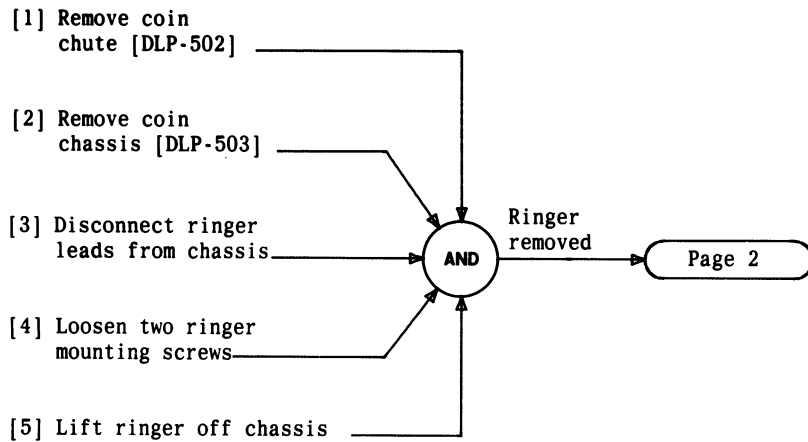 [1] Remove coin
chute [DLP-502]
[2] Remove coin
chassis [DLP-503]
[3] Disconnect ringer
leads from chassis
[4] Loosen two ringer
mounting screws
[5] Lift ringer off chassis
AND
Ringer
removed
Page 2